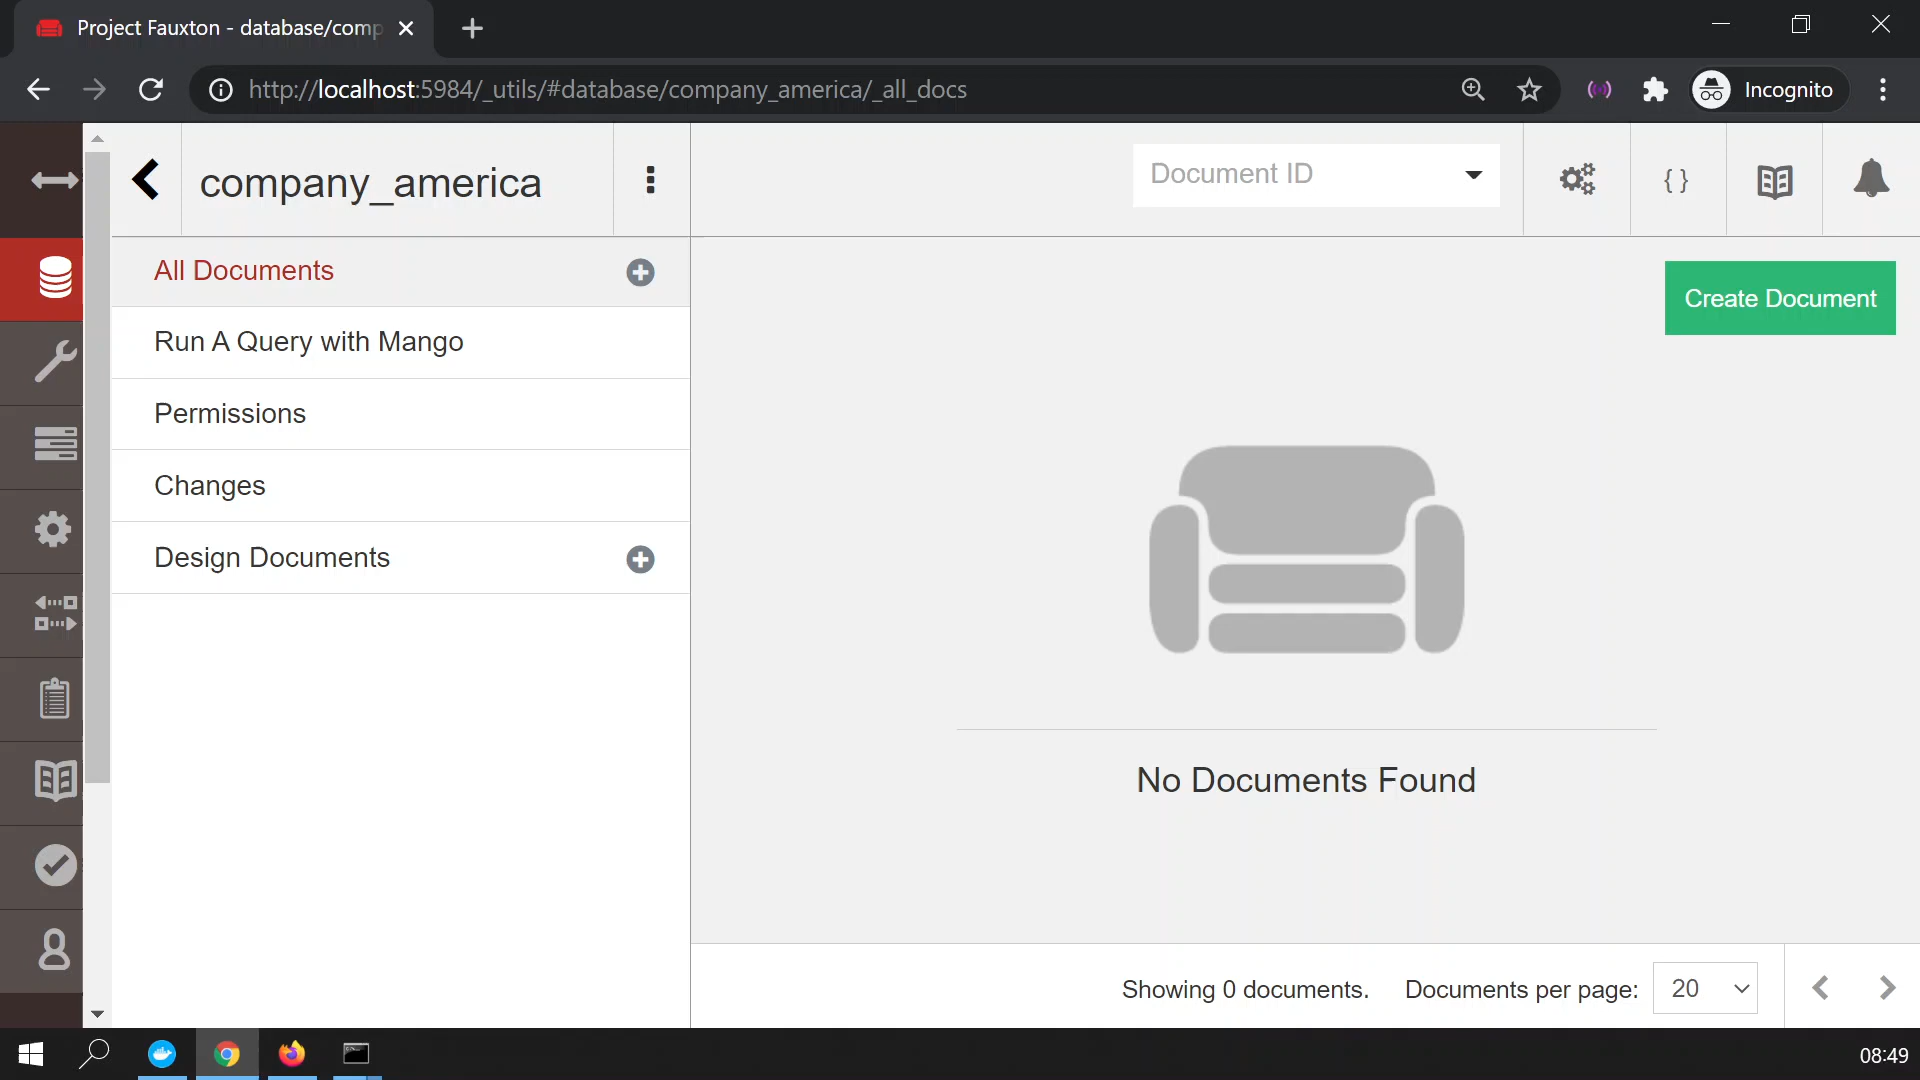 Project Fauxton - database/comp
http://localhost:5984/_utils/#database/company_america/_all_docs
Incognito
company_america
Document ID
{ }
All Documents
Create Document
Run A Query with Mango
Permissions
Changes
Design Documents
No Documents Found
Showing 0 documents.
Documents per page:
20
08:49